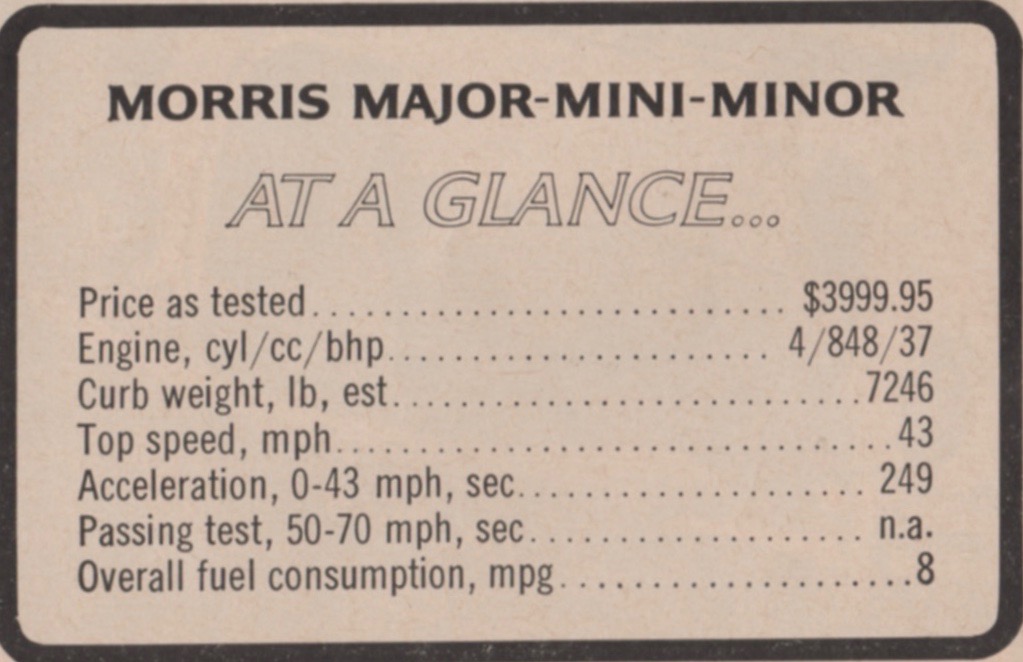 MORRIS MAJOR-MINI-MINOR
AT A GLANCE...
Price as tested............................ $3999.95
Engine, cyl/cc/bhp....................... 4/848/37
Curb weight, lb, est............................7246
Top speed, mph..................................43
Acceleration, 0-43 mph, sec..................... 249
Passing test, 50-70 mph, sec.................... n.a.
Overall fuel consumption, mpg.....................8